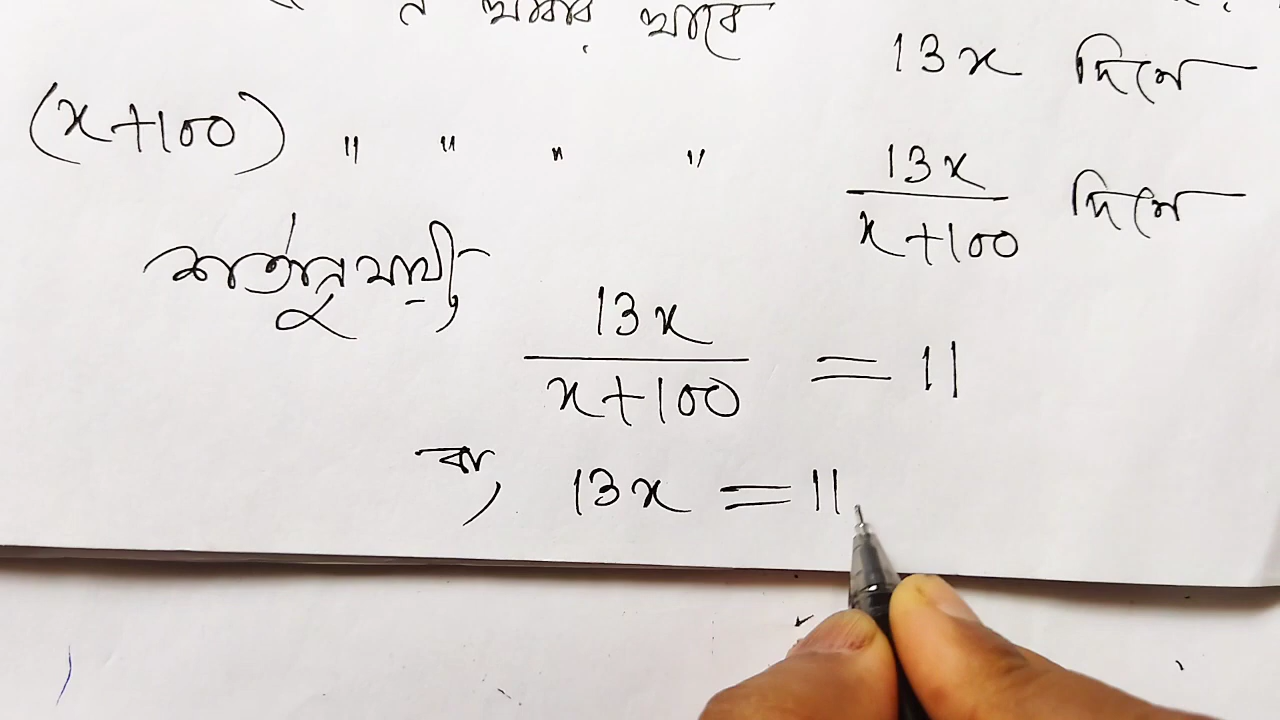 খাবার খাবে
13x দিনে
(x+100) " " " " 13x/(x+100) দিনে
শর্তানুযায়ী,
13x/(x+100) = 11
বা, 13x = 11